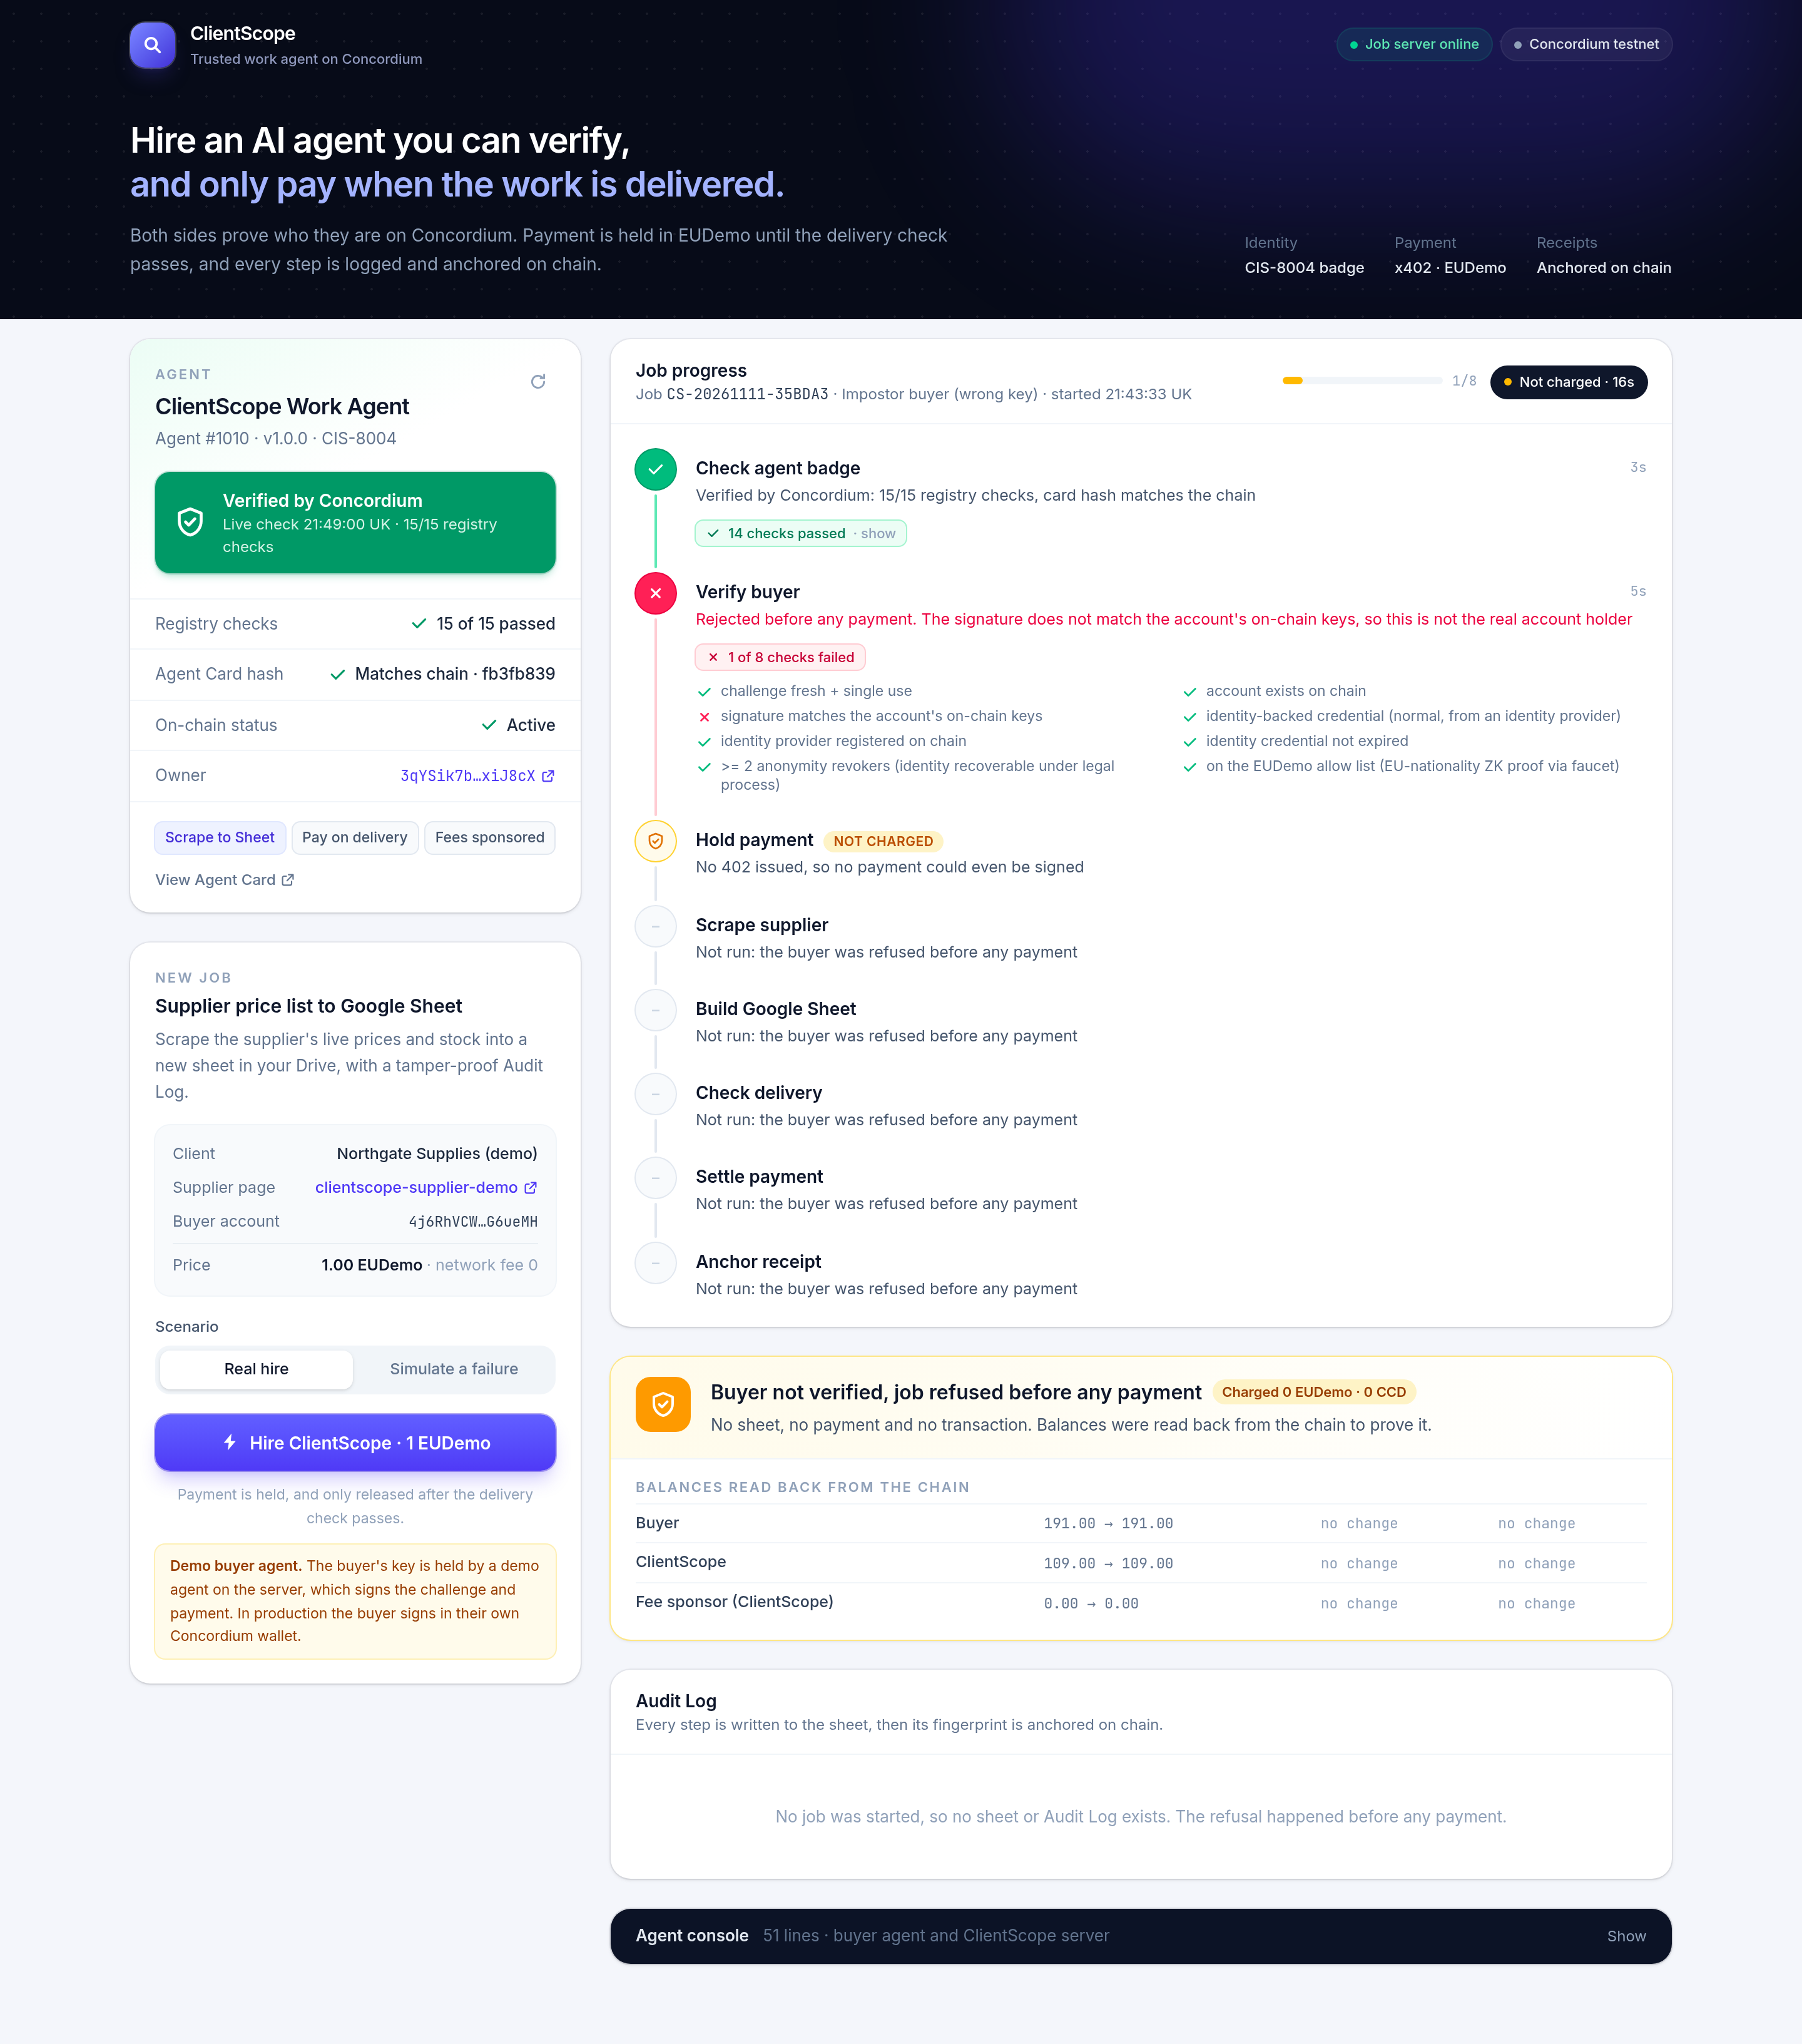 ClientScope
Trusted work agent on Concordium
Job server online
Concordium testnet
Hire an AI agent you can verify,
and only pay when the work is delivered.
Both sides prove who they are on Concordium. Payment is held in EUDemo until the delivery check
passes, and every step is logged and anchored on chain.
Identity
CIS-8004 badge
Payment
x402 · EUDemo
Receipts
Anchored on chain
AGENT
ClientScope Work Agent
Agent #1010 · v1.0.0 · CIS-8004
Verified by Concordium
Live check 21:49:00 UK · 15/15 registry
checks
Registry checks
15 of 15 passed
Agent Card hash
Matches chain · fb3fb839
On-chain status
Active
Owner
3qYSik7b…xiJ8cX
Scrape to Sheet
Pay on delivery
Fees sponsored
View Agent Card
NEW JOB
Supplier price list to Google Sheet
Scrape the supplier's live prices and stock into a
new sheet in your Drive, with a tamper-proof Audit
Log.
Client
Northgate Supplies (demo)
Supplier page
clientscope-supplier-demo
Buyer account
4j6RhVCW…G6ueMH
Price
1.00 EUDemo · network fee 0
Scenario
Real hire
Simulate a failure
Hire ClientScope · 1 EUDemo
Payment is held, and only released after the delivery
check passes.
Demo buyer agent. The buyer's key is held by a demo
agent on the server, which signs the challenge and
payment. In production the buyer signs in their own
Concordium wallet.
Job progress
Job CS-20261111-35BDA3 · Impostor buyer (wrong key) · started 21:43:33 UK
1/8
Not charged · 16s
Check agent badge
3s
Verified by Concordium: 15/15 registry checks, card hash matches the chain
14 checks passed · show
Verify buyer
5s
Rejected before any payment. The signature does not match the account's on-chain keys, so this is not the real account holder
1 of 8 checks failed
challenge fresh + single use
account exists on chain
signature matches the account's on-chain keys
identity-backed credential (normal, from an identity provider)
identity provider registered on chain
identity credential not expired
>= 2 anonymity revokers (identity recoverable under legal
process)
on the EUDemo allow list (EU-nationality ZK proof via faucet)
Hold payment
NOT CHARGED
No 402 issued, so no payment could even be signed
Scrape supplier
Not run: the buyer was refused before any payment
Build Google Sheet
Not run: the buyer was refused before any payment
Check delivery
Not run: the buyer was refused before any payment
Settle payment
Not run: the buyer was refused before any payment
Anchor receipt
Not run: the buyer was refused before any payment
Buyer not verified, job refused before any payment
Charged 0 EUDemo · 0 CCD
No sheet, no payment and no transaction. Balances were read back from the chain to prove it.
BALANCES READ BACK FROM THE CHAIN
Buyer 191.00 → 191.00 no change no change
ClientScope 109.00 → 109.00 no change no change
Fee sponsor (ClientScope) 0.00 → 0.00 no change no change
Audit Log
Every step is written to the sheet, then its fingerprint is anchored on chain.
No job was started, so no sheet or Audit Log exists. The refusal happened before any payment.
Agent console 51 lines · buyer agent and ClientScope server
Show